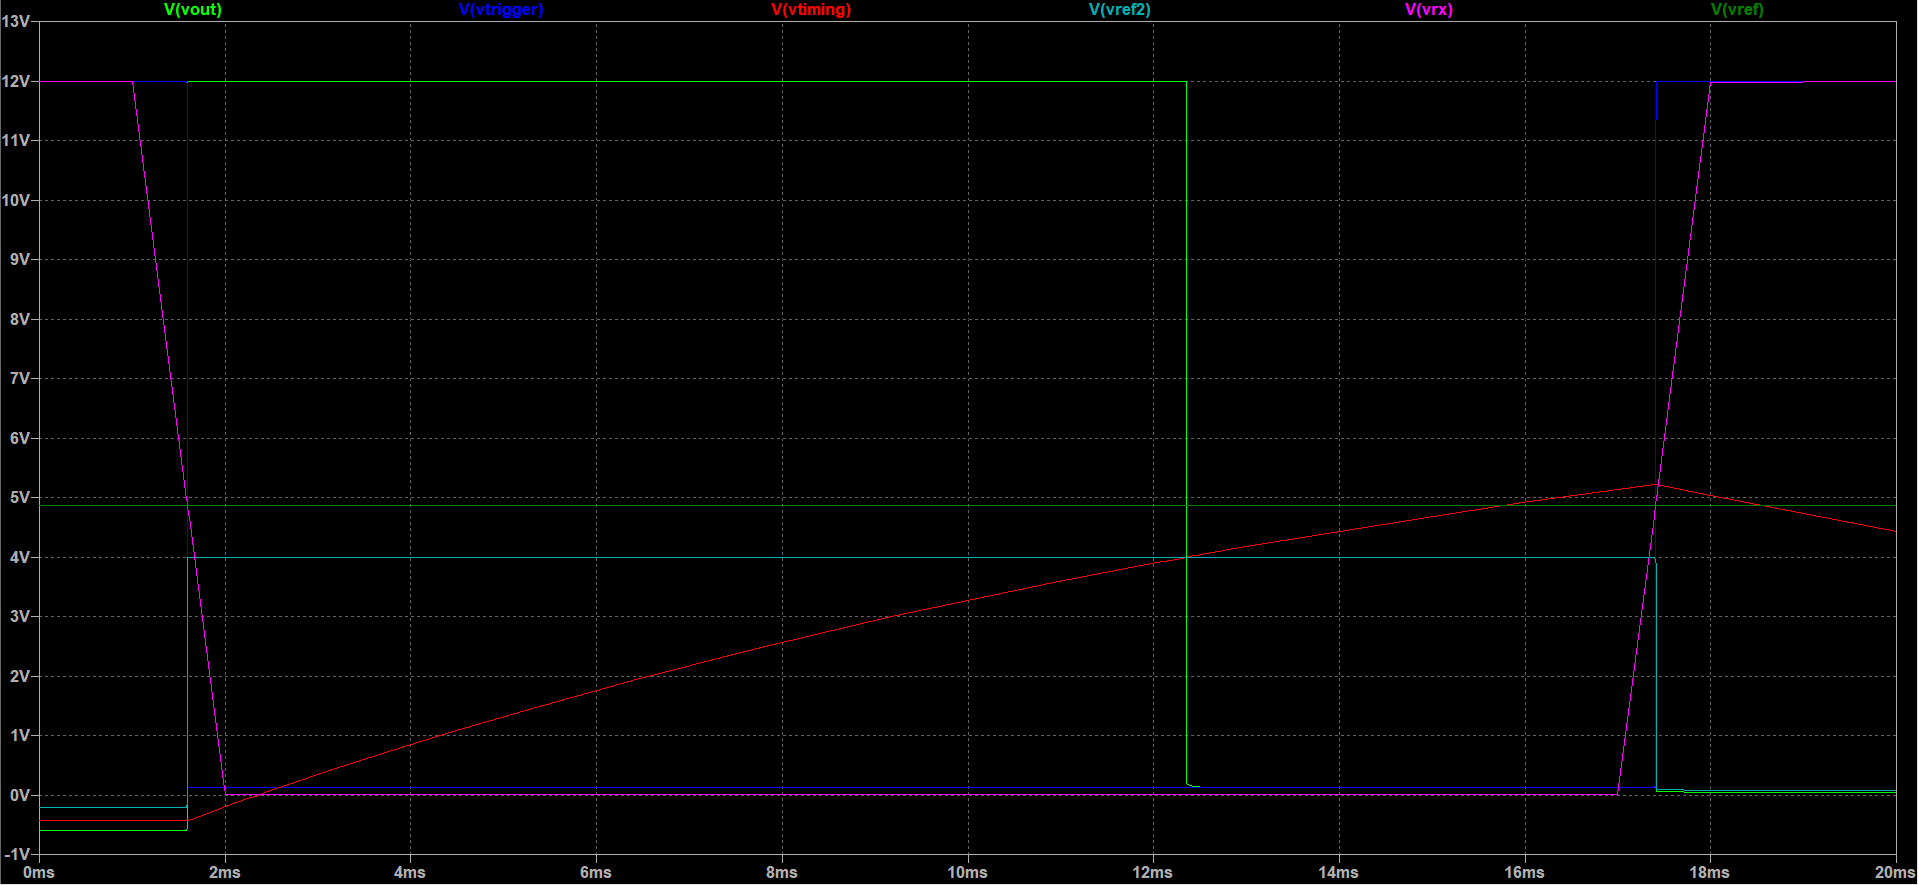 V(vout) V(vtrigger) V(vtiming) V(vref2) V(vrx) V(vref)
13V
12V
11V
10V
9V
8V
7V
6V
5V
4V
3V
2V
1V
0V
-1V
0ms 2ms 4ms 6ms 8ms 10ms 12ms 14ms 16ms 18ms 20ms